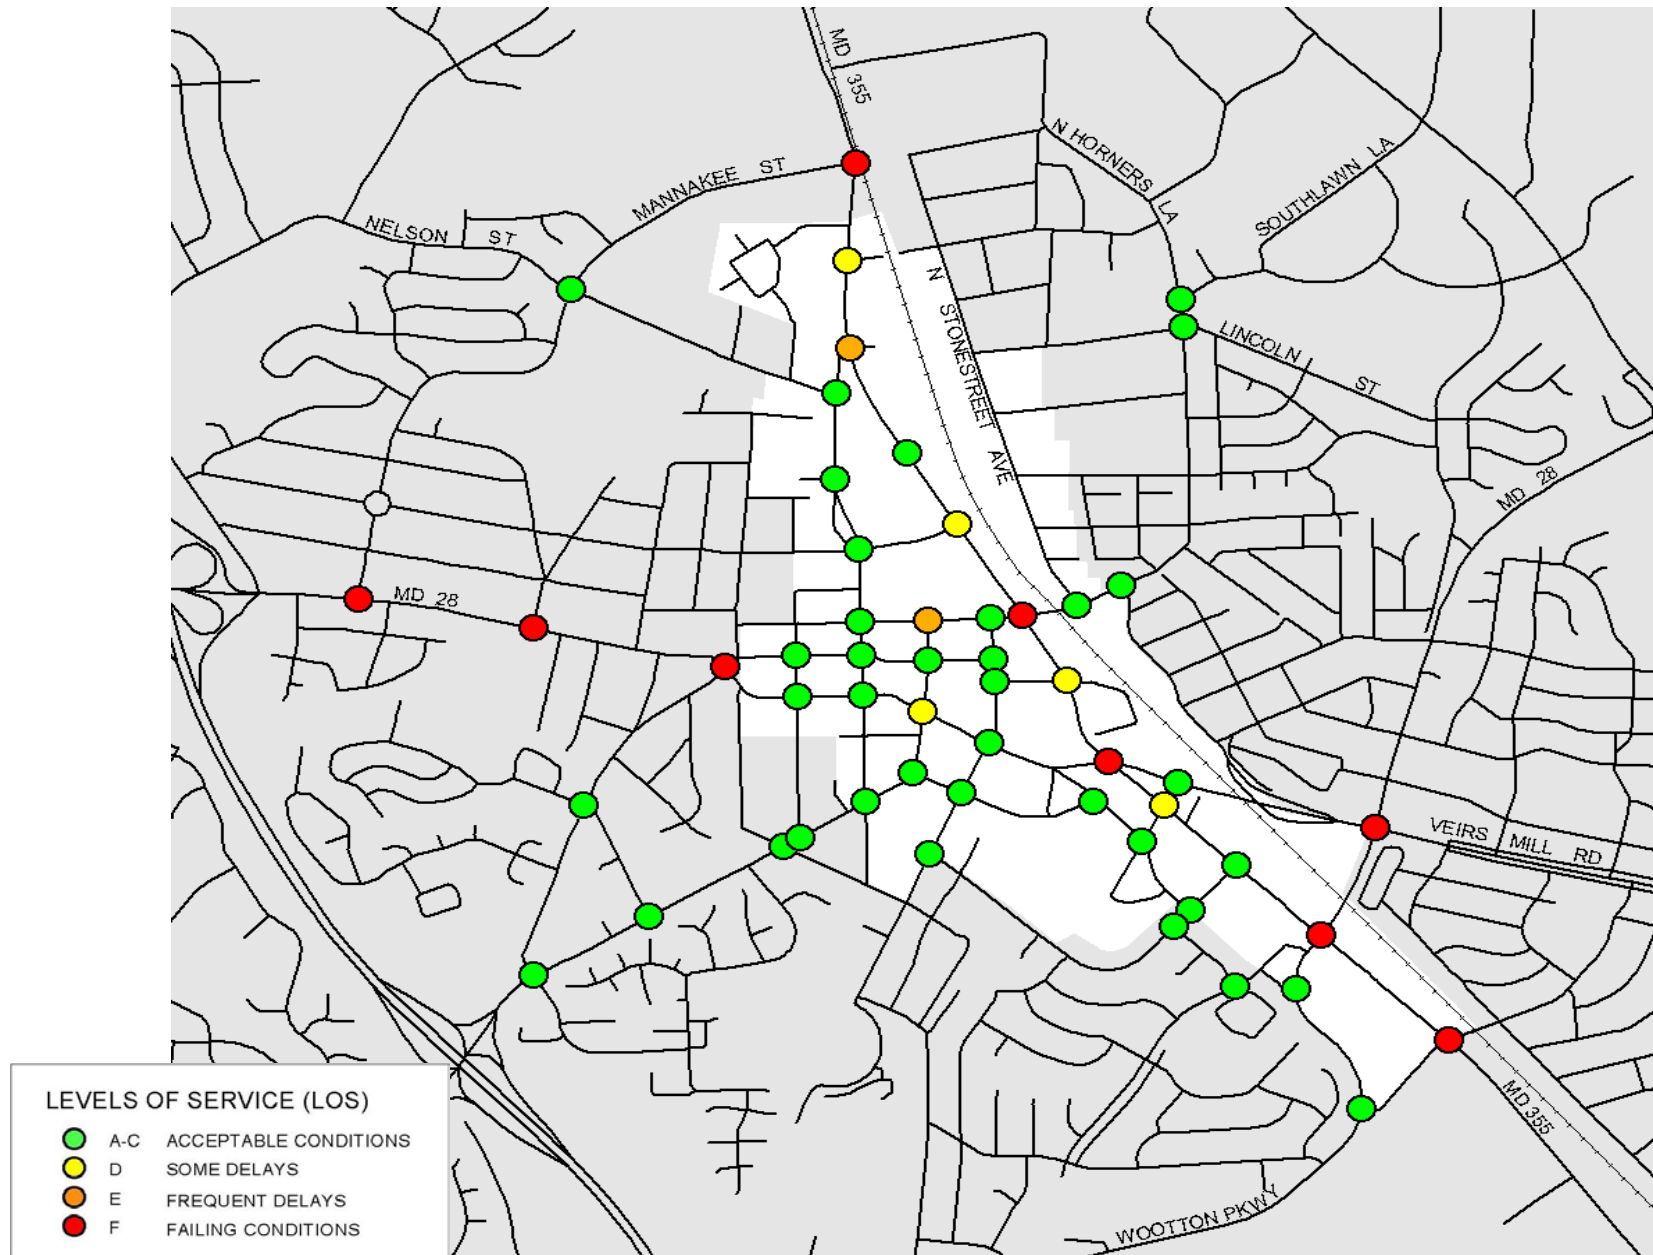 MD 355
N HORNERS LA
SOUTHLAWN LA
MANNAKEE ST
NELSON ST
N STONESTREET AVE
LINCOLN ST
MD 28
MD 28
VEIRS MILL RD
MD 355
WOOTTON PKWY
LEVELS OF SERVICE (LOS)
A-C ACCEPTABLE CONDITIONS
D SOME DELAYS
E FREQUENT DELAYS
F FAILING CONDITIONS